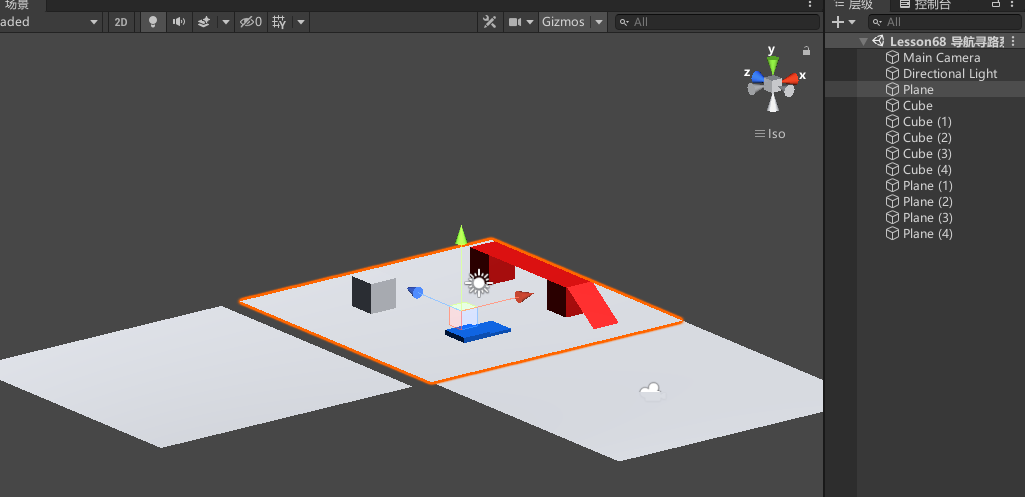 场景
层级 控制台
aded 2D 0 Gizmos All
All
Lesson68 导航寻路
Main Camera
Directional Light
Plane
Cube
Cube (1)
Cube (2)
Cube (3)
Cube (4)
Plane (1)
Plane (2)
Plane (3)
Plane (4)
y
z
x
Iso